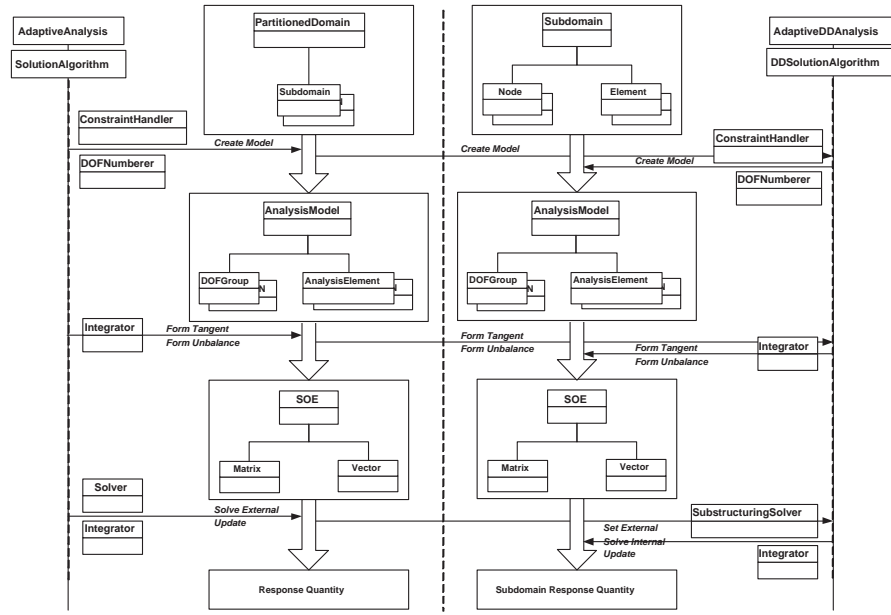 AdaptiveAnalysis
SolutionAlgorithm
PartitionedDomain
Subdomain
N
Subdomain
Node
Element
AdaptiveDDAnalysis
DDSolutionAlgorithm
ConstraintHandler
Create Model
DOFNumberer
Create Model
ConstraintHandler
Create Model
DOFNumberer
AnalysisModel
DOFGroup
N
AnalysisElement
N
AnalysisModel
DOFGroup
N
AnalysisElement
N
Integrator
Form Tangent
Form Unbalance
Form Tangent
Form Unbalance
Form Tangent
Form Unbalance
Integrator
SOE
Matrix
Vector
SOE
Matrix
Vector
Solver
Solve External
Update
Integrator
SubstructuringSolver
Set External
Solve Internal
Update
Integrator
Response Quantity
Subdomain Response Quantity